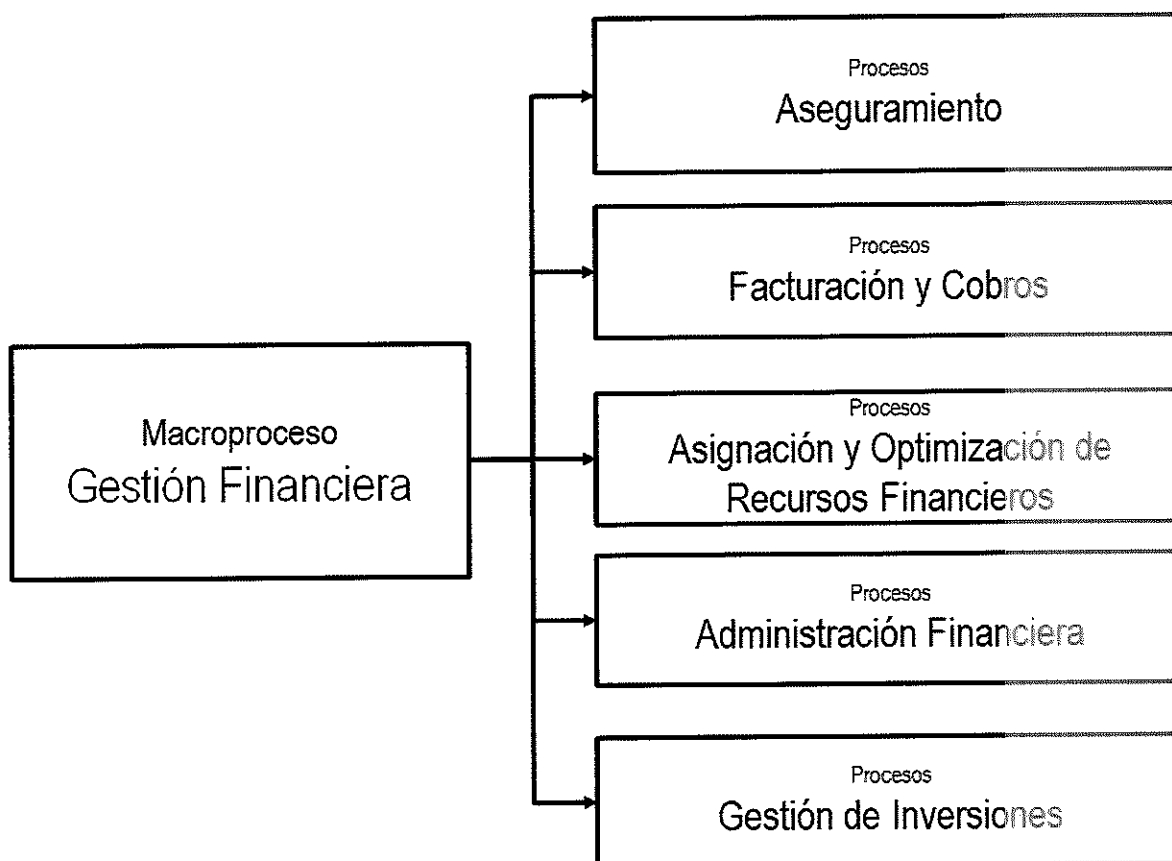 Macroproceso
Gestión Financiera
Procesos
Aseguramiento
Procesos
Facturación y Cobros
Procesos
Asignación y Optimización de
Recursos Financieros
Procesos
Administración Financiera
Procesos
Gestión de Inversiones